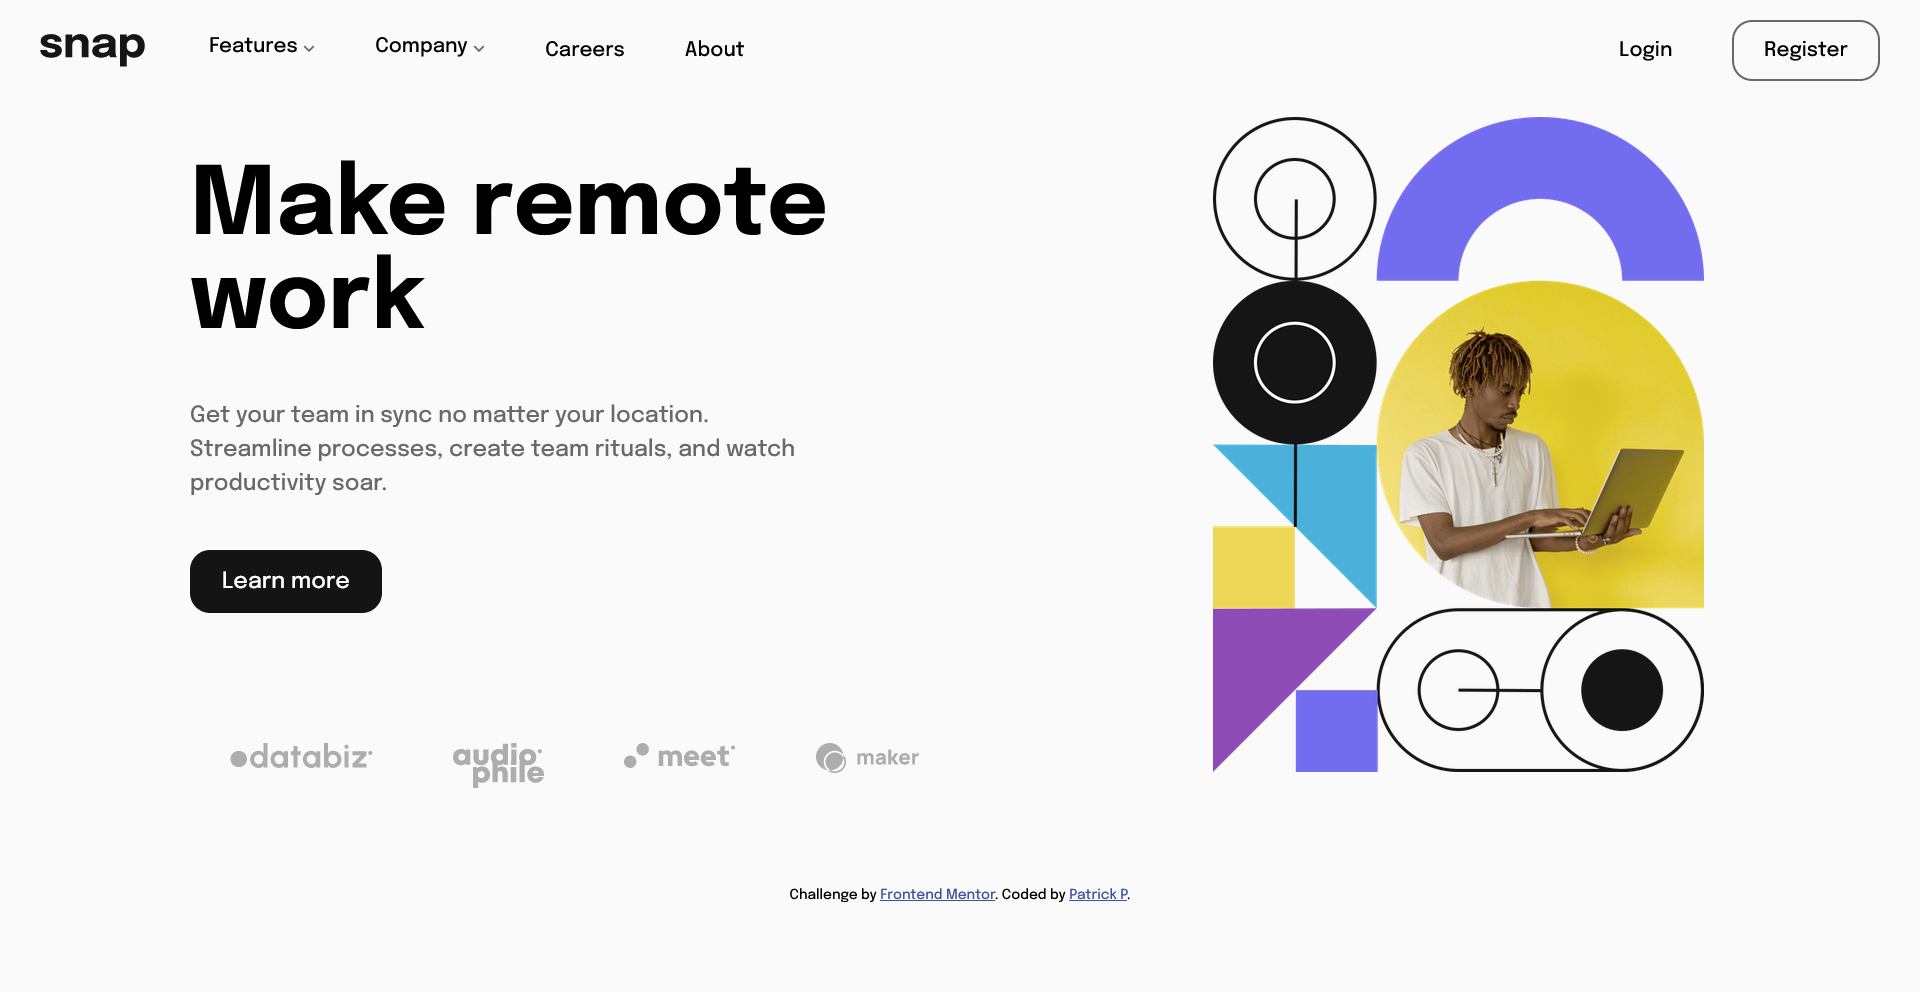 snap Features Company Careers About Login Register
Make remote
work
Get your team in sync no matter your location.
Streamline processes, create team rituals, and watch
productivity soar.
Learn more
databiz audio meet maker
phile
Challenge by Frontend Mentor. Coded by Patrick P.